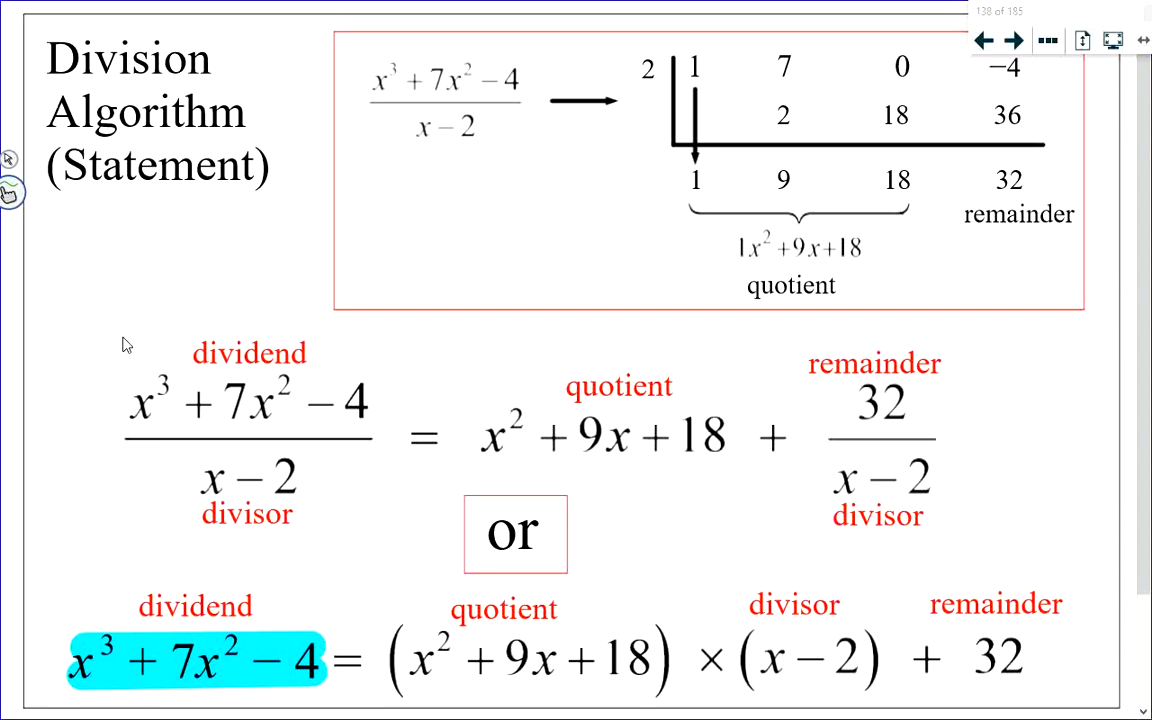 138 of 185
Division
Algorithm
(Statement)
x³ + 7x² − 4
x − 2
2 1 7 0 −4
2 18 36
1 9 18 32
remainder
1x² +9x+18
quotient
dividend
x³ + 7x² − 4
x − 2
divisor
=
quotient
x² + 9x + 18 +
remainder
32
x − 2
divisor
or
dividend quotient divisor remainder
x³ + 7x² − 4 = (x² + 9x + 18) × (x − 2) + 32